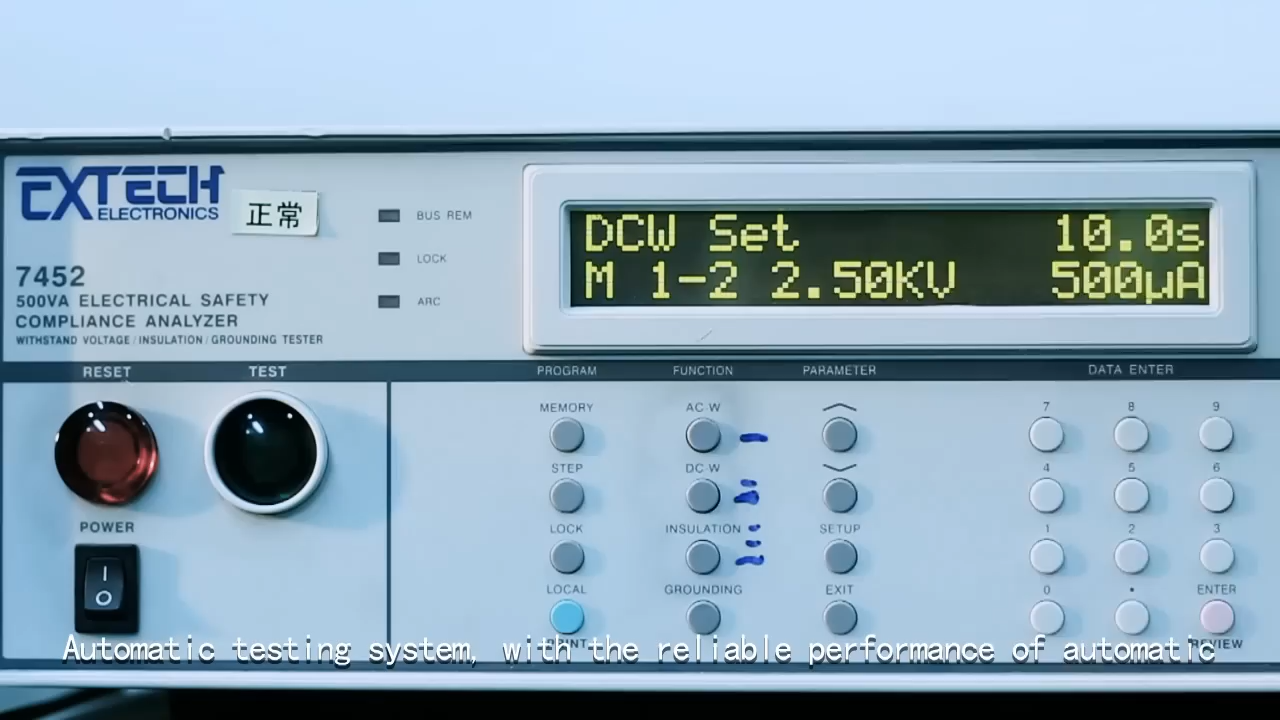 EXTECH
ELECTRONICS
正常
7452
500VA ELECTRICAL SAFETY
COMPLIANCE ANALYZER
WITHSTAND VOLTAGE / INSULATION / GROUNDING TESTER
BUS REM
LOCK
ARC
DCW Set 10.0s
M 1-2 2.50KV 500μA
RESET TEST PROGRAM FUNCTION PARAMETER DATA ENTER
MEMORY AC-W 7 8 9
STEP DC-W 4 5 6
POWER LOCK INSULATION SETUP 1 2 3
LOCAL GROUNDING EXIT 0 . ENTER
PRINT REVIEW
Automatic testing system, with the reliable performance of automatic